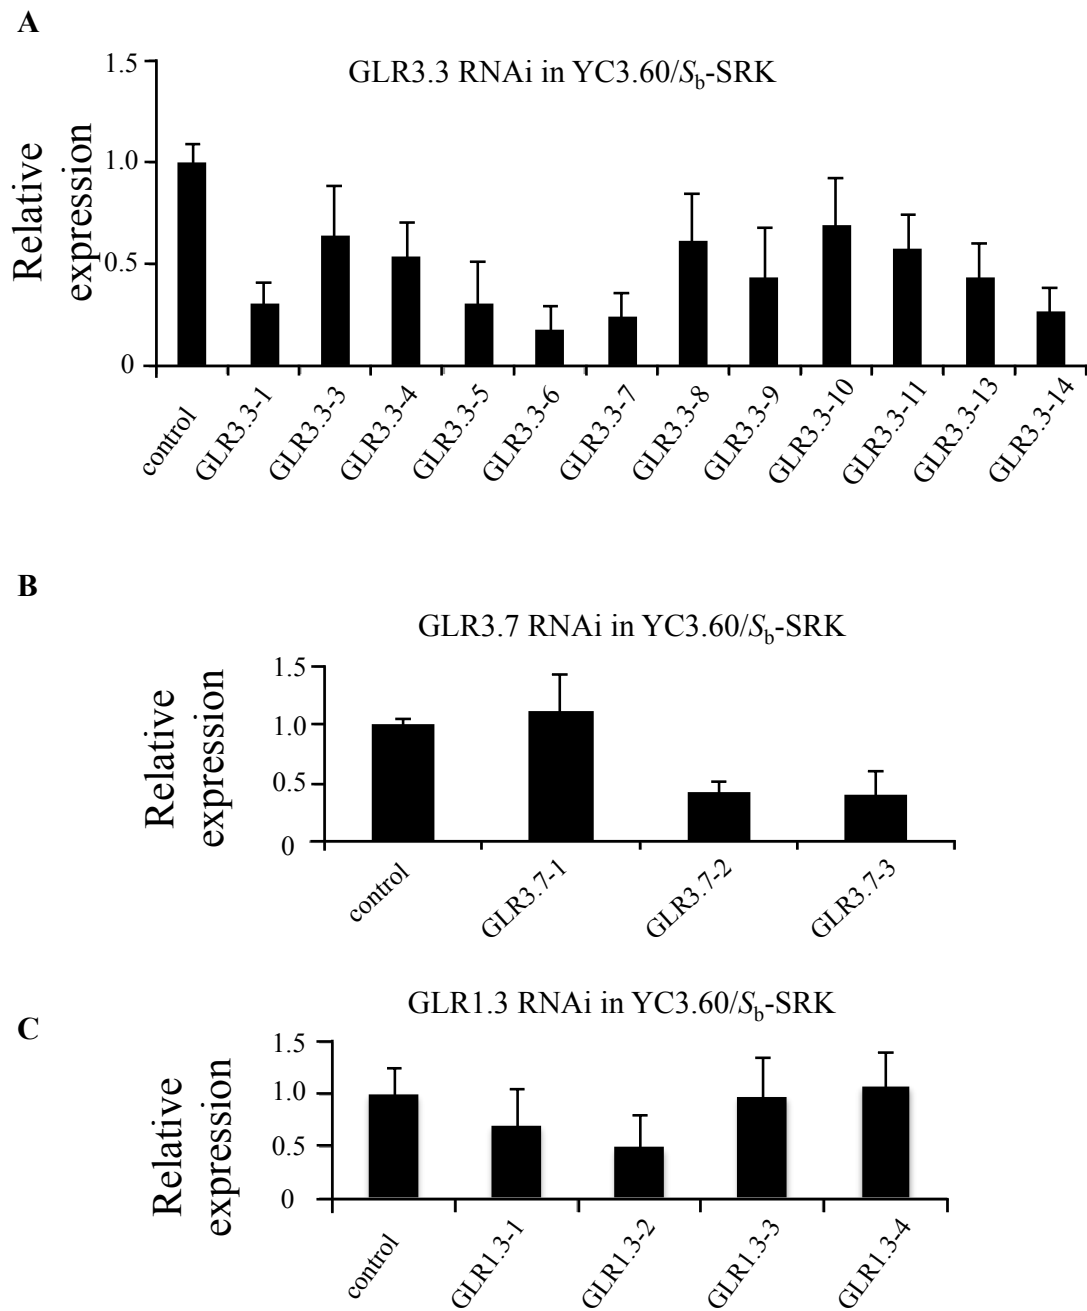 A
GLR3.3 RNAi in YC3.60/Sb-SRK
Relative
expression
1.5
1.0
0.5
0
control
GLR3.3-1
GLR3.3-3
GLR3.3-4
GLR3.3-5
GLR3.3-6
GLR3.3-7
GLR3.3-8
GLR3.3-9
GLR3.3-10
GLR3.3-11
GLR3.3-13
GLR3.3-14
B
GLR3.7 RNAi in YC3.60/Sb-SRK
Relative
expression
1.5
1.0
0.5
0
control
GLR3.7-1
GLR3.7-2
GLR3.7-3
C
GLR1.3 RNAi in YC3.60/Sb-SRK
Relative
expression
1.5
1.0
0.5
0
control
GLR1.3-1
GLR1.3-2
GLR1.3-3
GLR1.3-4